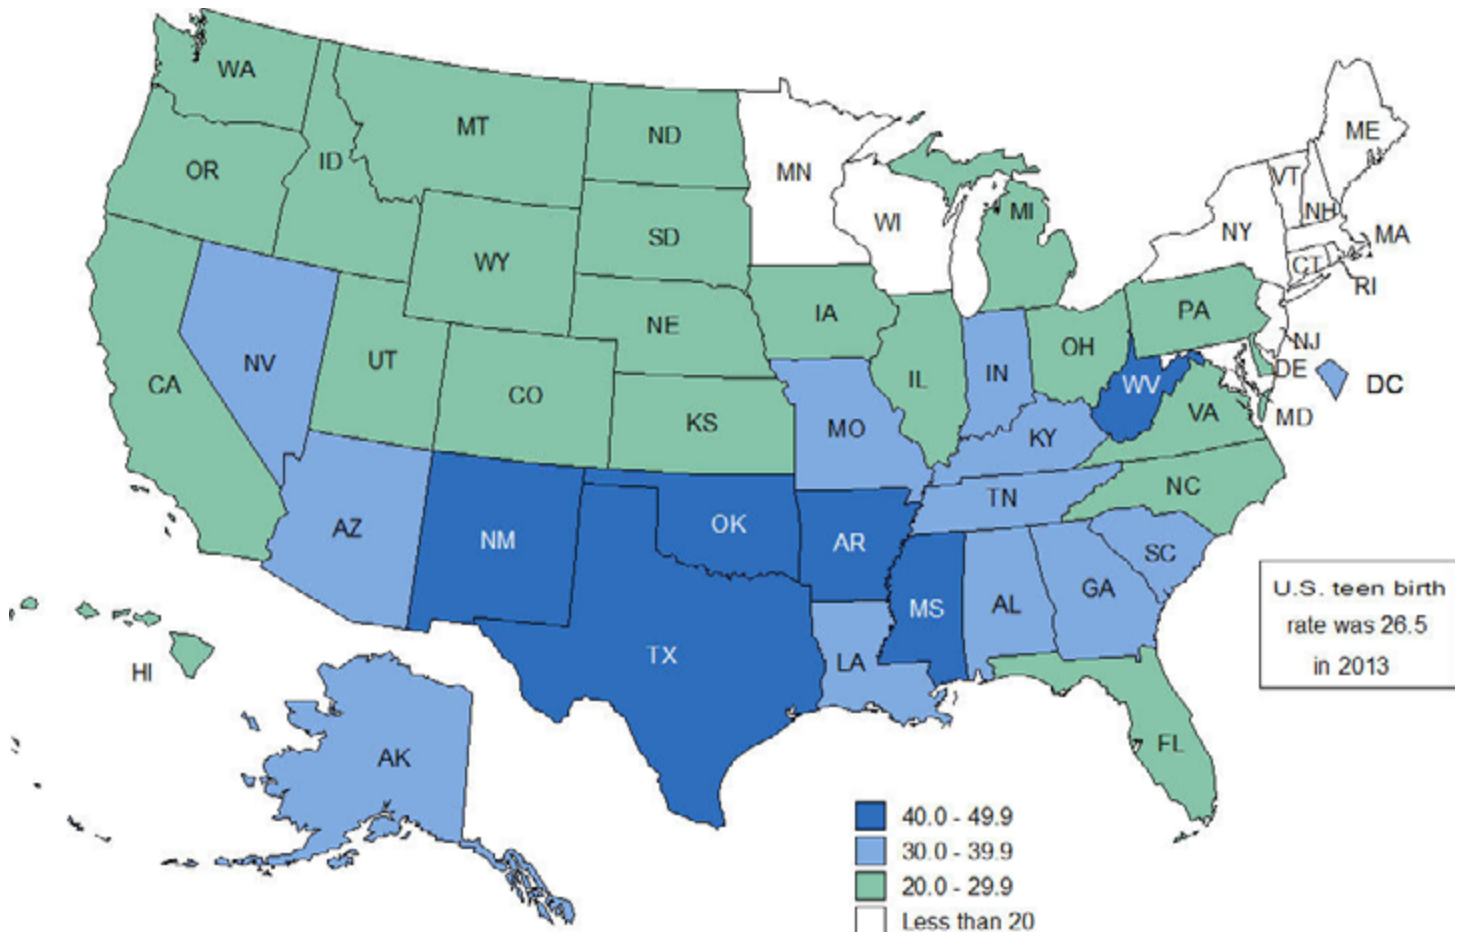 WA
MT
ND
MN
ME
OR
ID
WI
MI
VT
NH
NY
MA
SD
WY
CT
RI
IA
PA
NE
NJ
NV
UT
OH
DE
CA
CO
IL
IN
WV
DC
KS
MO
VA
MD
KY
TN
NC
AZ
NM
OK
AR
SC
GA
MS
AL
U.S. teen birth
rate was 26.5
in 2013
HI
TX
LA
FL
AK
40.0 - 49.9
30.0 - 39.9
20.0 - 29.9
Less than 20